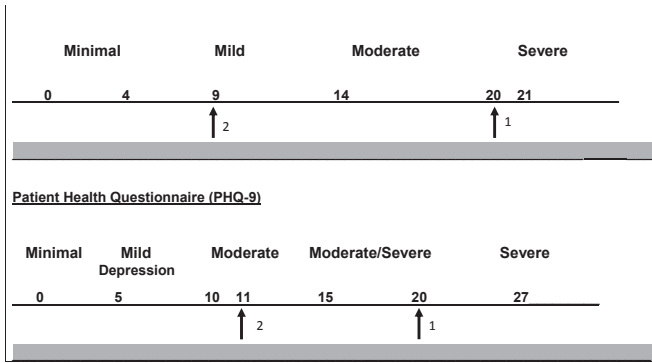 Minimal Mild Moderate Severe
0 4 9 14 20 21
2 1
Patient Health Questionnaire (PHQ-9)
Minimal Mild Moderate Moderate/Severe Severe
Depression
0 5 10 11 15 20 27
2 1